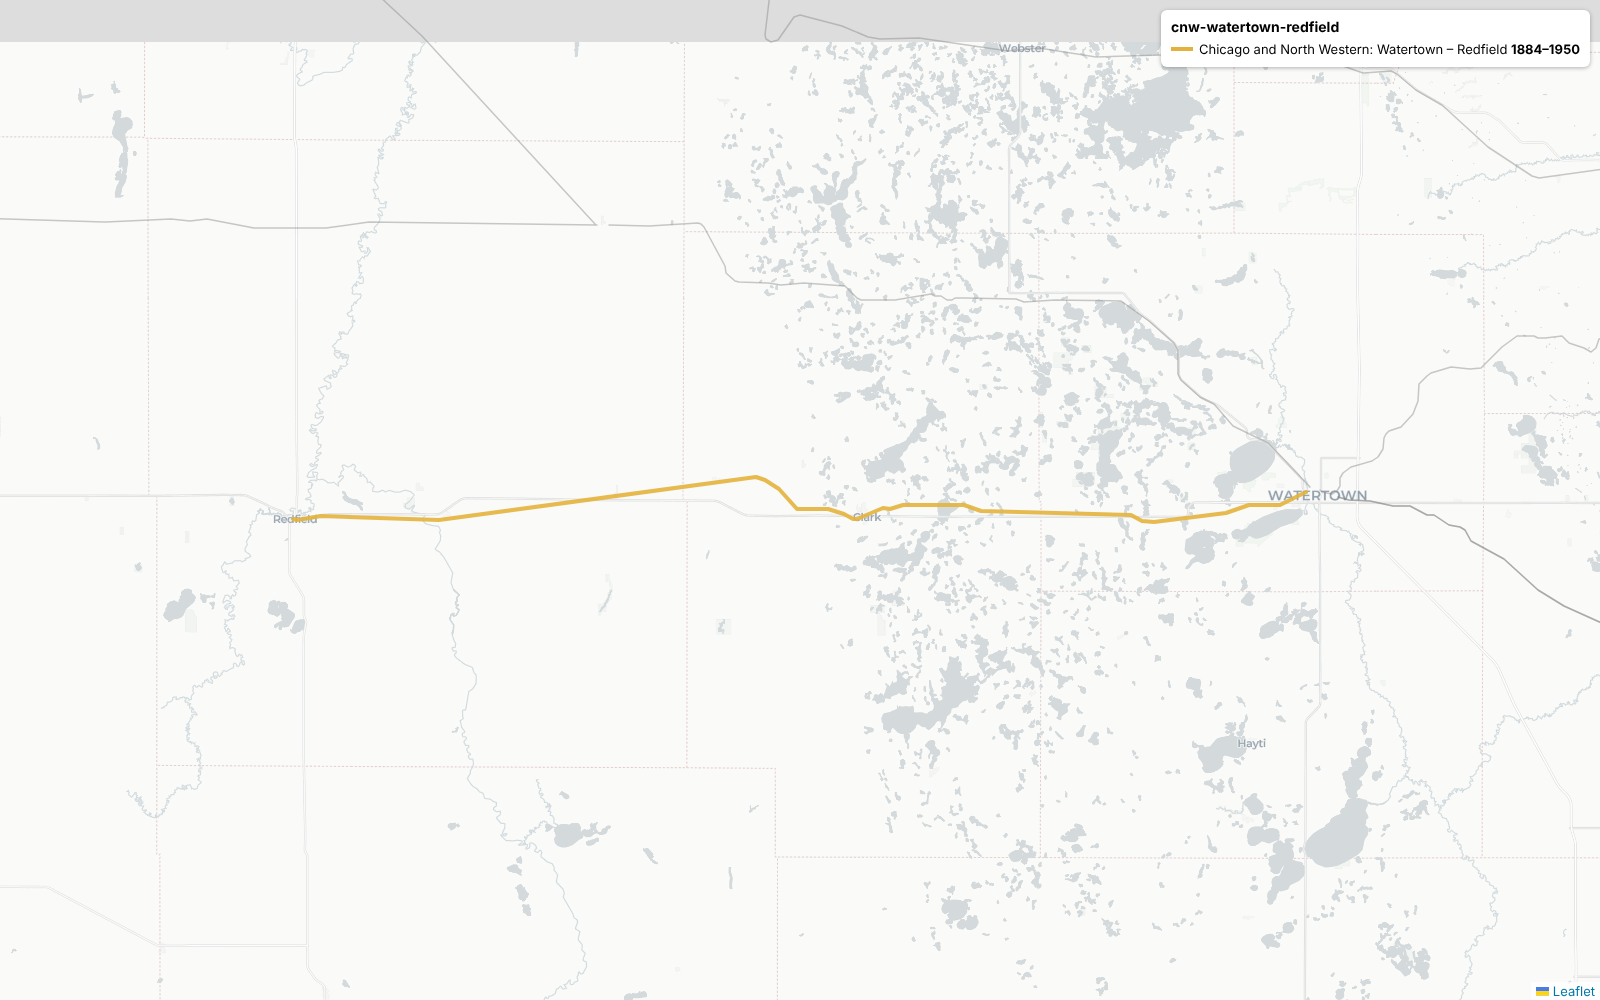 cnw-watertown-redfield
Chicago and North Western: Watertown – Redfield 1884–1950
Webster
Redfield
Clark
WATERTOWN
Hayti
Leaflet